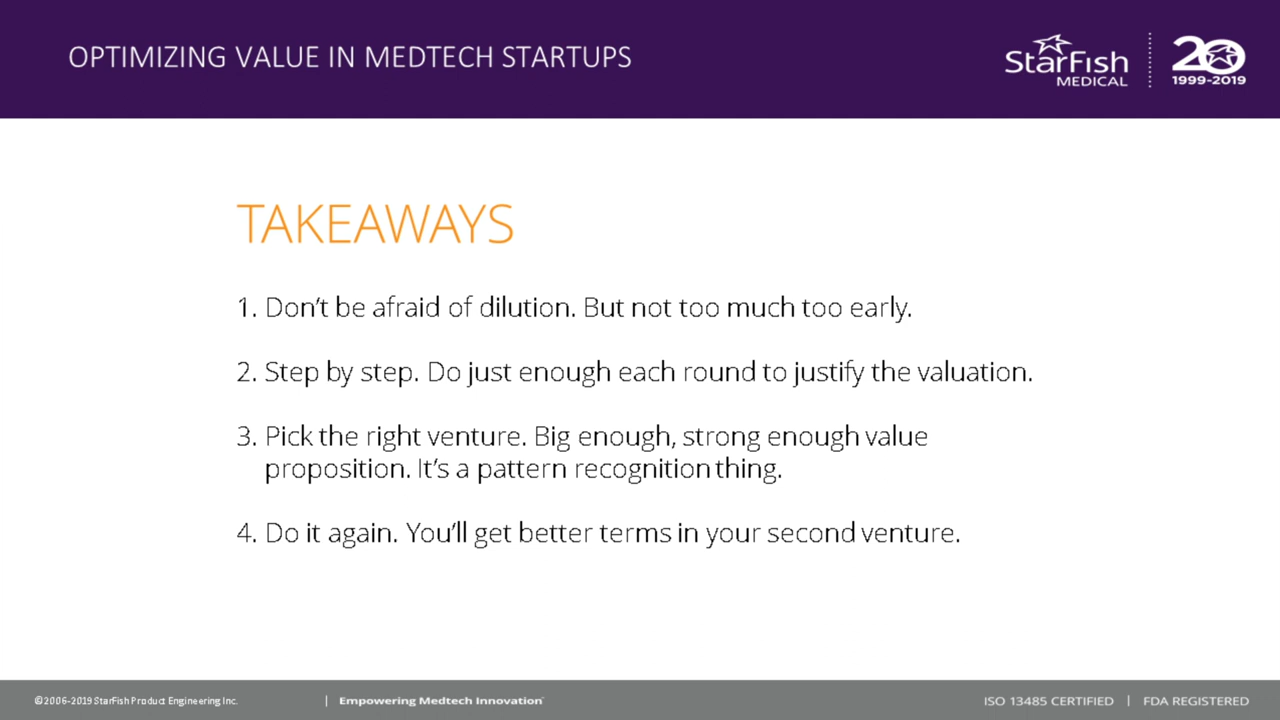 OPTIMIZING VALUE IN MEDTECH STARTUPS
StarFish
MEDICAL
20
1999-2019
TAKEAWAYS
1. Don’t be afraid of dilution. But not too much too early.
2. Step by step. Do just enough each round to justify the valuation.
3. Pick the right venture. Big enough, strong enough value
proposition. It’s a pattern recognition thing.
4. Do it again. You’ll get better terms in your second venture.
©2006-2019 StarFish Product Engineering Inc. | Empowering Medtech Innovation ISO 13485 CERTIFIED | FDA REGISTERED